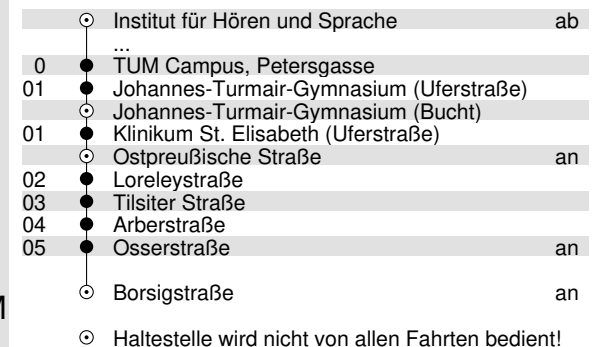 Institut für Hören und Sprache ab
...
0 TUM Campus, Petersgasse
01 Johannes-Turmair-Gymnasium (Uferstraße)
Johannes-Turmair-Gymnasium (Bucht)
01 Klinikum St. Elisabeth (Uferstraße)
Ostpreußische Straße an
02 Loreleystraße
03 Tilsiter Straße
04 Arberstraße
05 Osserstraße an
Borsigstraße an
Haltestelle wird nicht von allen Fahrten bedient!